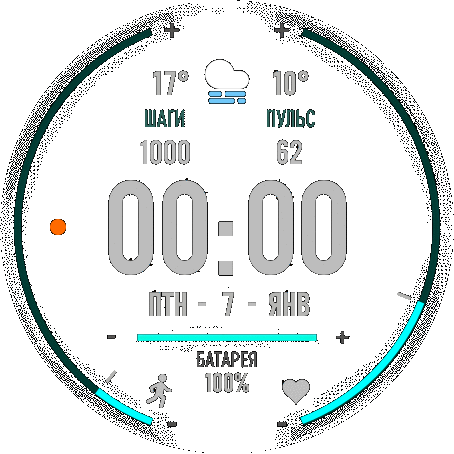 + +
17° 10°
ШАГИ ПУЛЬС
1000 62
00:00
ПТН - 7 - ЯНВ
- +
БАТАРЕЯ
100%
- -